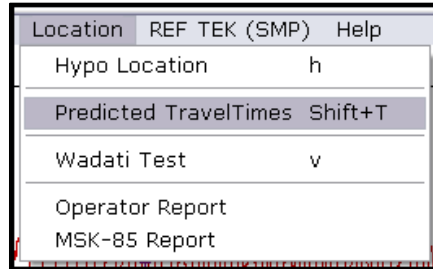 Location REF TEK (SMP) Help
Hypo Location h
Predicted TravelTimes Shift+T
Wadati Test v
Operator Report
MSK-85 Report